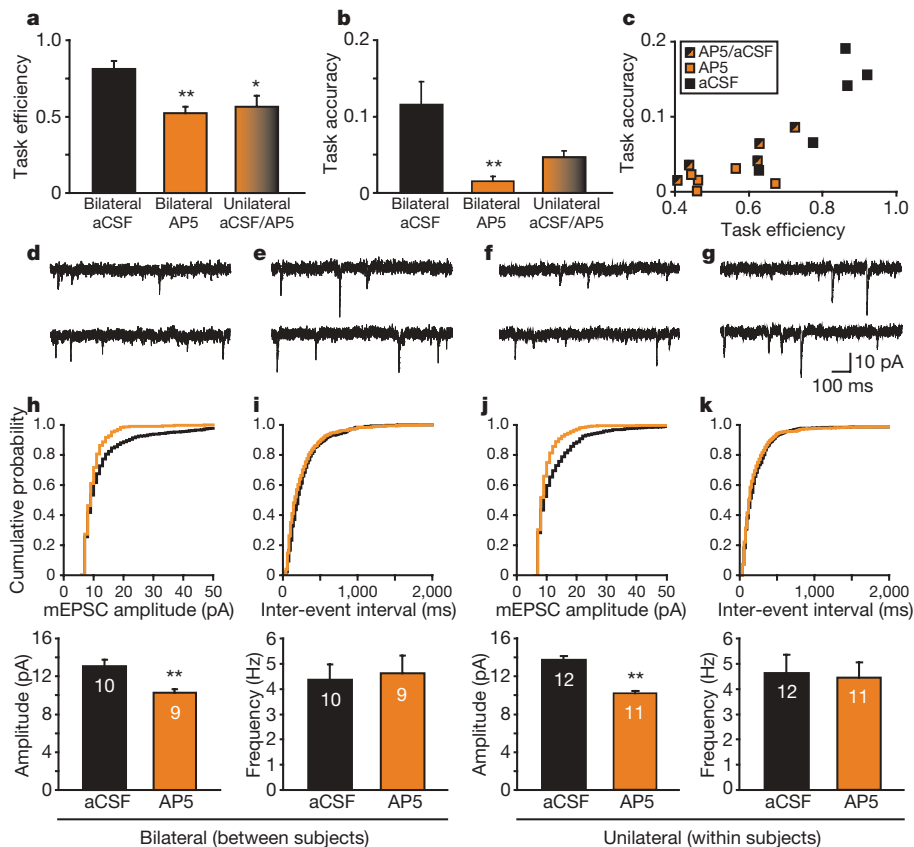 a
b
c
1.0
0.5
0
Task efficiency
**
*
Bilateral aCSF
Bilateral AP5
Unilateral aCSF/AP5
0.2
0.1
0
Task accuracy
**
Bilateral aCSF
Bilateral AP5
Unilateral aCSF/AP5
0.2
0.1
0
Task accuracy
AP5/aCSF
AP5
aCSF
0.4 0.6 0.8 1.0
Task efficiency
d
e
f
g
10 pA
100 ms
h
Cumulative probability
1.0
0.8
0.6
0.4
0.2
0
0 10 20 30 40 50
mEPSC amplitude (pA)
i
1.0
0.8
0.6
0.4
0.2
0
0 1,000 2,000
Inter-event interval (ms)
j
1.0
0.8
0.6
0.4
0.2
0
0 10 20 30 40 50
mEPSC amplitude (pA)
k
1.0
0.8
0.6
0.4
0.2
0
0 1,000 2,000
Inter-event interval (ms)
Amplitude (pA)
16
12
8
4
0
10
**
9
aCSF AP5
Frequency (Hz)
6
5
4
3
2
1
0
10
9
aCSF AP5
Amplitude (pA)
16
12
8
4
0
12
**
11
aCSF AP5
Frequency (Hz)
6
5
4
3
2
1
0
12
11
aCSF AP5
Bilateral (between subjects)
Unilateral (within subjects)